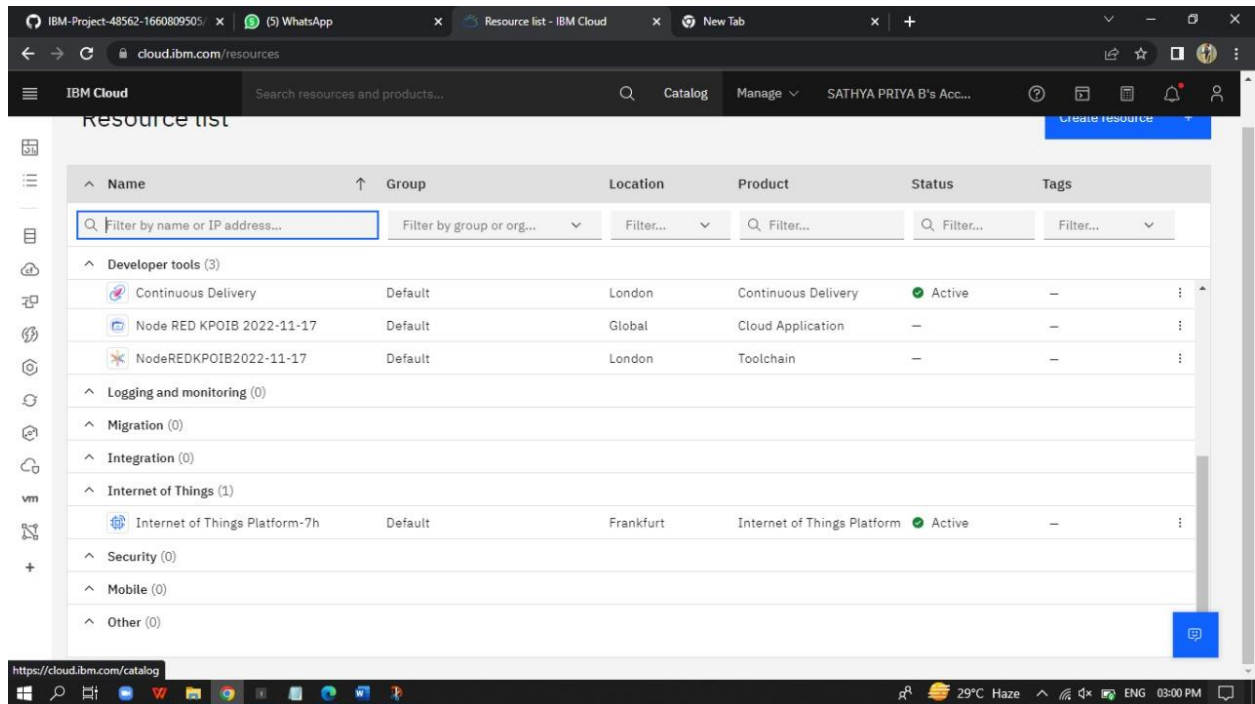 IBM-Project-48562-1660809505/ (5) WhatsApp Resource list - IBM Cloud New Tab
cloud.ibm.com/resources
IBM Cloud Search resources and products... Catalog Manage SATHYA PRIYA B's Acc...
Resource list Create resource +
Name Group Location Product Status Tags
Filter by name or IP address... Filter by group or org... Filter... Filter... Filter... Filter...
Developer tools (3)
Continuous Delivery Default London Continuous Delivery Active –
Node RED KPOIB 2022-11-17 Default Global Cloud Application – –
NodeREDKPOIB2022-11-17 Default London Toolchain – –
Logging and monitoring (0)
Migration (0)
Integration (0)
Internet of Things (1)
vm
Internet of Things Platform-7h Default Frankfurt Internet of Things Platform Active –
Security (0)
Mobile (0)
Other (0)
https://cloud.ibm.com/catalog
29°C Haze ENG 03:00 PM